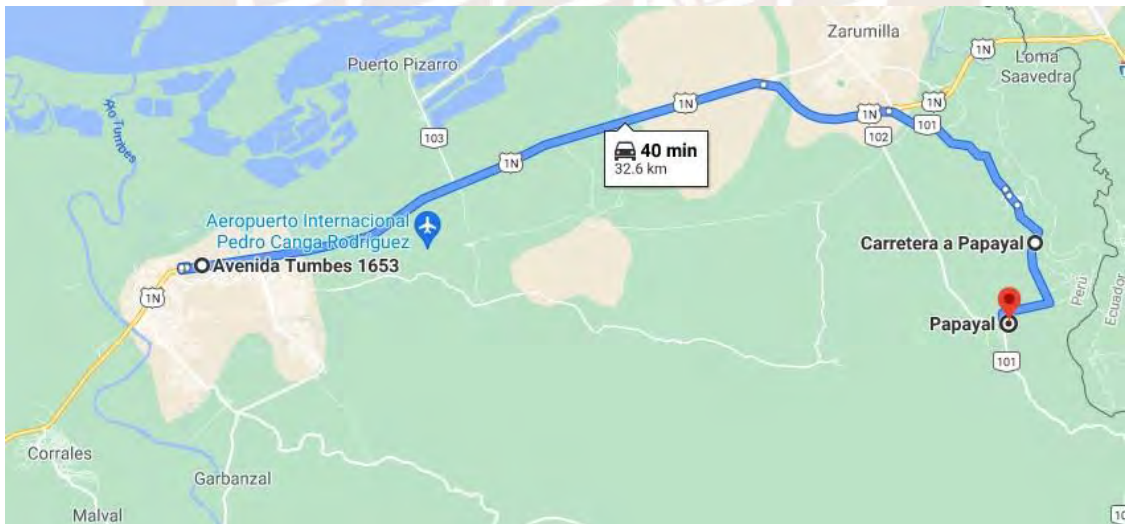 Zarumilla
1N
Loma
Saavedra
Puerto Pizarro
Río Tumbes
1N
1N
1N
101
103
102
40 min
32.6 km
1N
Aeropuerto Internacional
Pedro Canga Rodríguez
Carretera a Papayal
Avenida Tumbes 1653
1N
Perú
Ecuador
Papayal
101
Corrales
Garbanzal
Malval